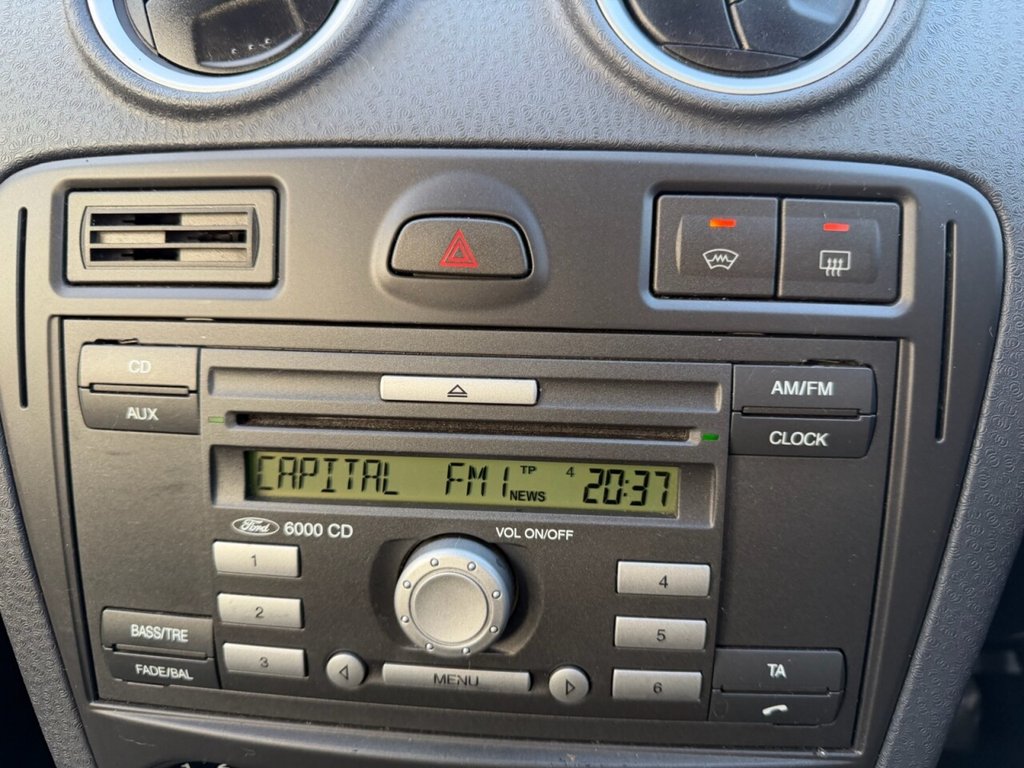 CD
AUX
AM/FM
CLOCK
CAPITAL FM1 TP NEWS 4 20:37
Ford 6000 CD
VOL ON/OFF
1
2
3
4
5
6
BASS/TRE
FADE/BAL
MENU
TA